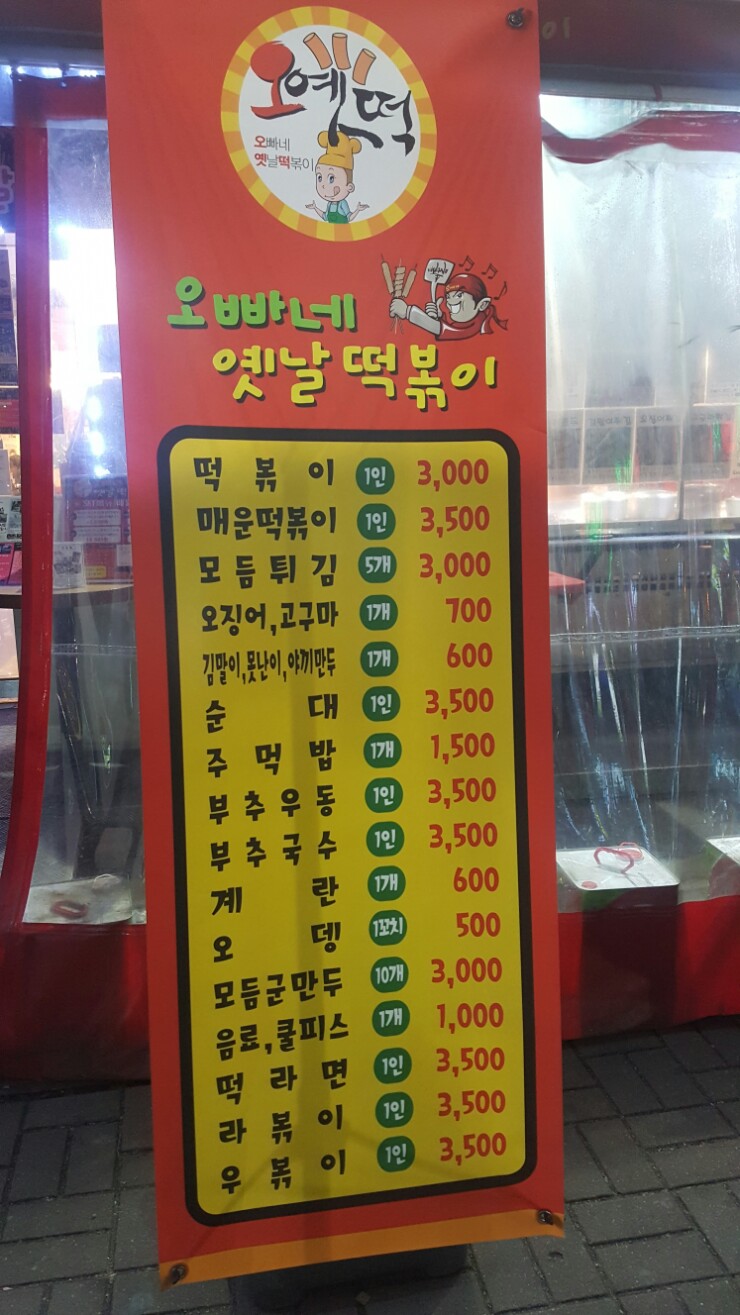 오예떡
오빠네
옛날떡볶이
오빠네
옛날 떡볶이
떡볶이 1인 3,000
매운떡볶이 1인 3,500
모듬튀김 5개 3,000
오징어,고구마 1개 700
김말이,못난이,야끼만두 1개 600
순대 1인 3,500
주먹밥 1개 1,500
부추우동 1인 3,500
부추국수 1인 3,500
계란 1개 600
오뎅 1꼬치 500
모듬군만두 10개 3,000
음료,쿨피스 1개 1,000
떡라면 1인 3,500
라볶이 1인 3,500
우볶이 1인 3,500